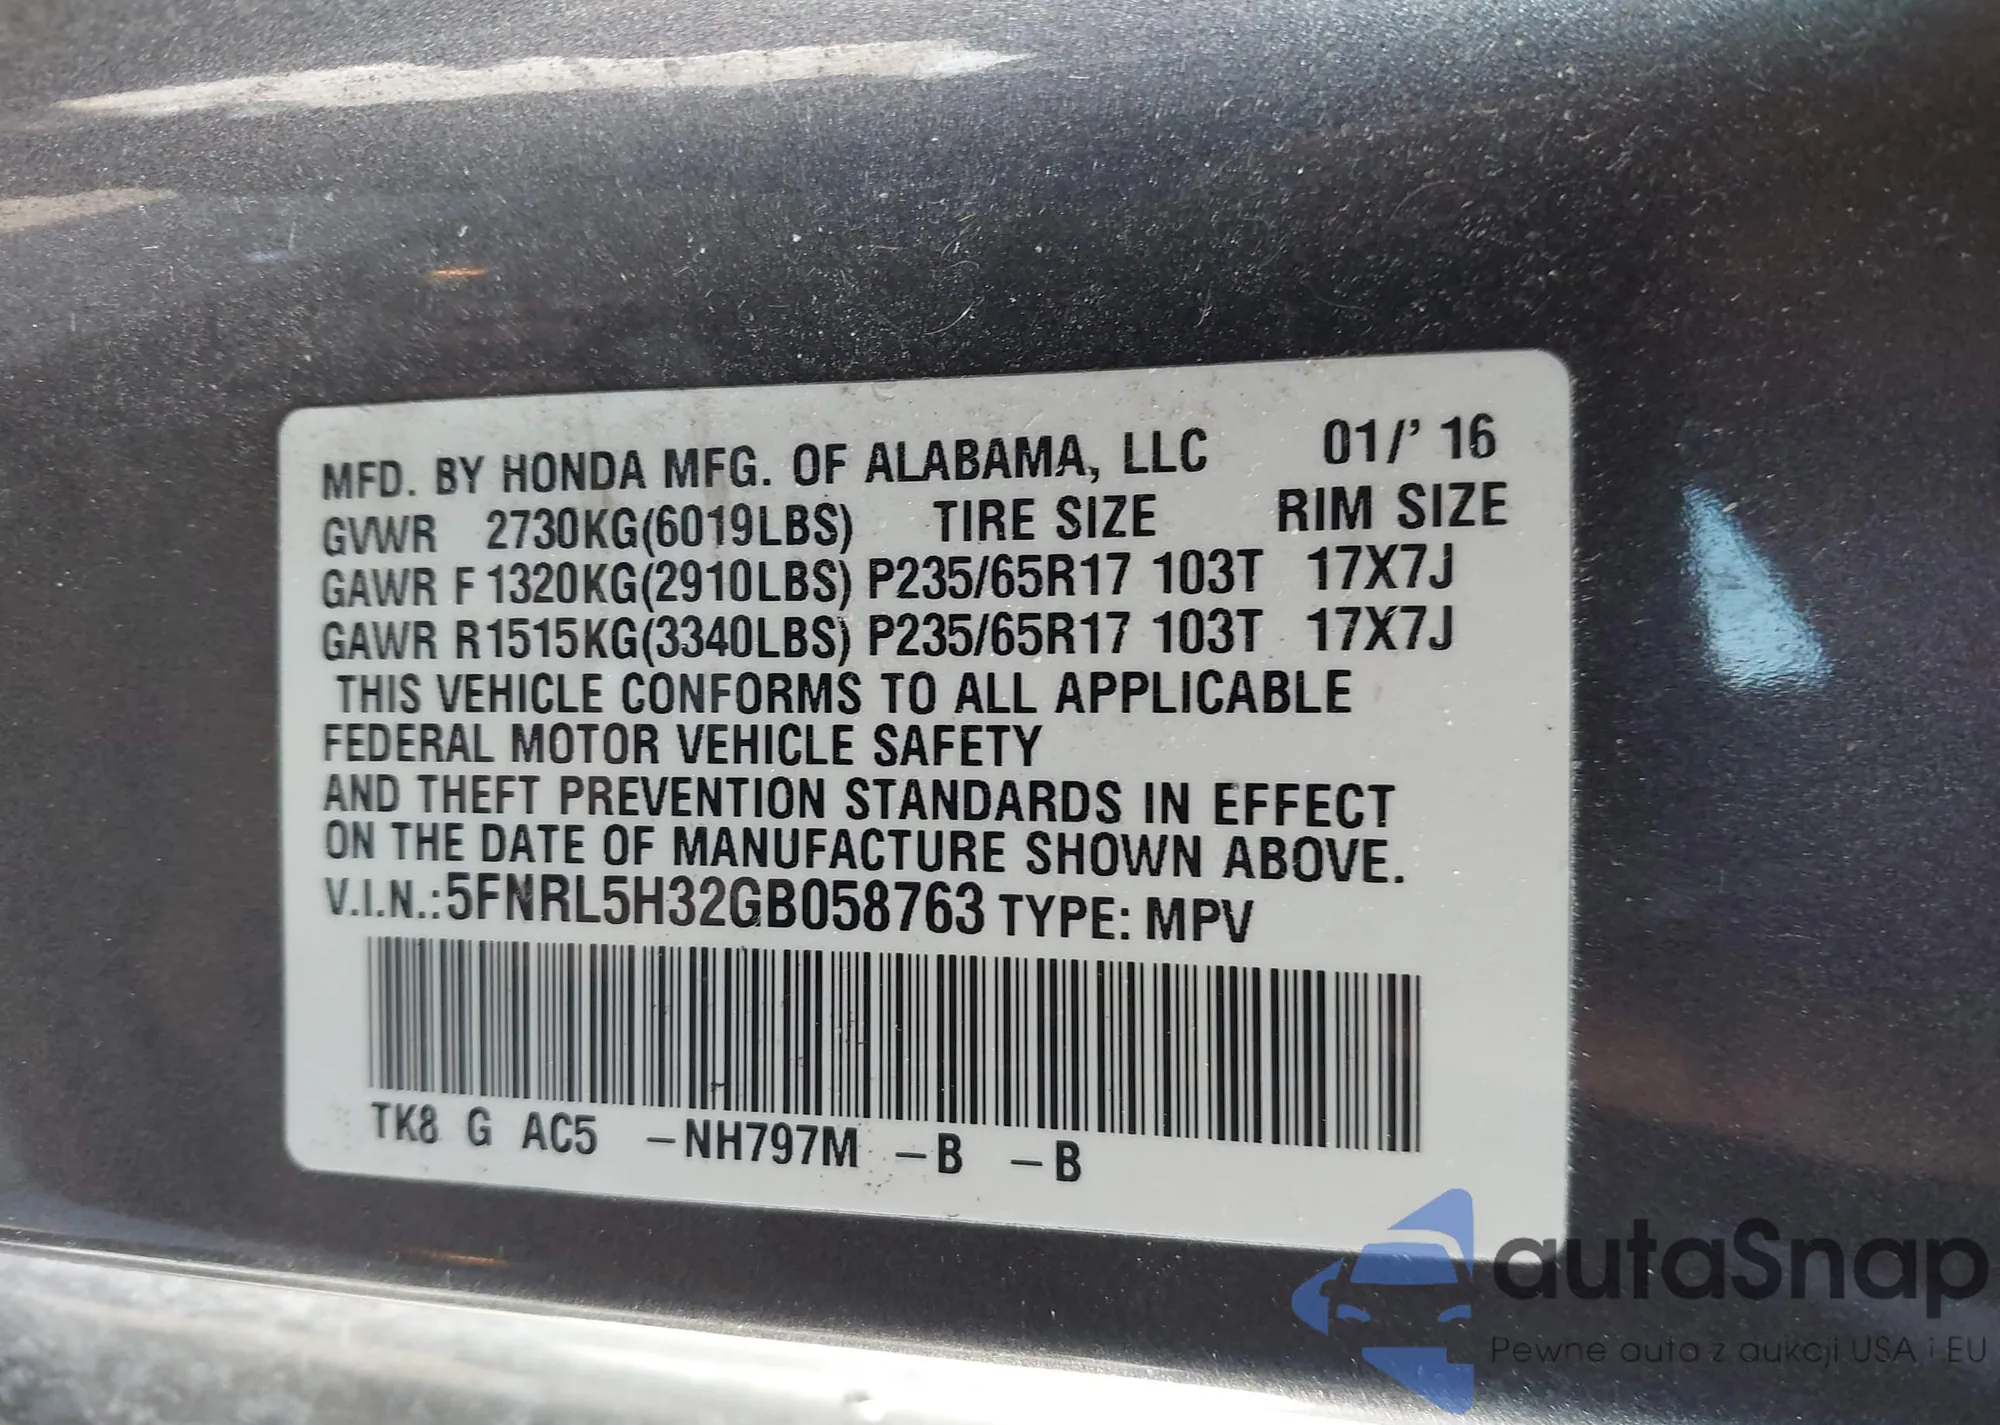 MFD. BY HONDA MFG. OF ALABAMA, LLC 01/' 16
GVWR 2730KG(6019LBS) TIRE SIZE RIM SIZE
GAWR F 1320KG(2910LBS) P235/65R17 103T 17X7J
GAWR R1515KG(3340LBS) P235/65R17 103T 17X7J
THIS VEHICLE CONFORMS TO ALL APPLICABLE
FEDERAL MOTOR VEHICLE SAFETY
AND THEFT PREVENTION STANDARDS IN EFFECT
ON THE DATE OF MANUFACTURE SHOWN ABOVE.
V.I.N.:5FNRL5H32GB058763 TYPE: MPV
TK8 G AC5 –NH797M –B –B
autaSnap
Pewne auta z aukcji USA i EU